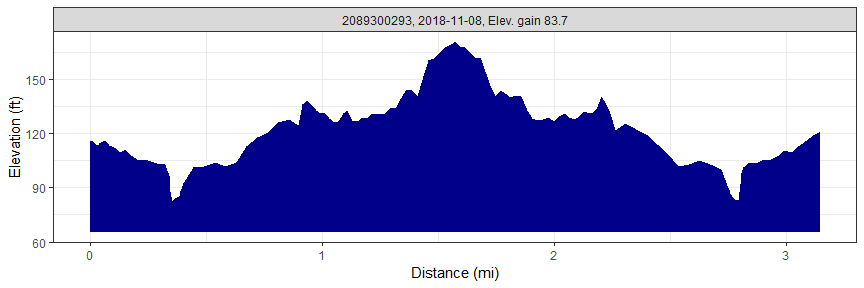 2089300293, 2018-11-08, Elev. gain 83.7
Elevation (ft)
150
120
90
60
0 1 2 3
Distance (mi)